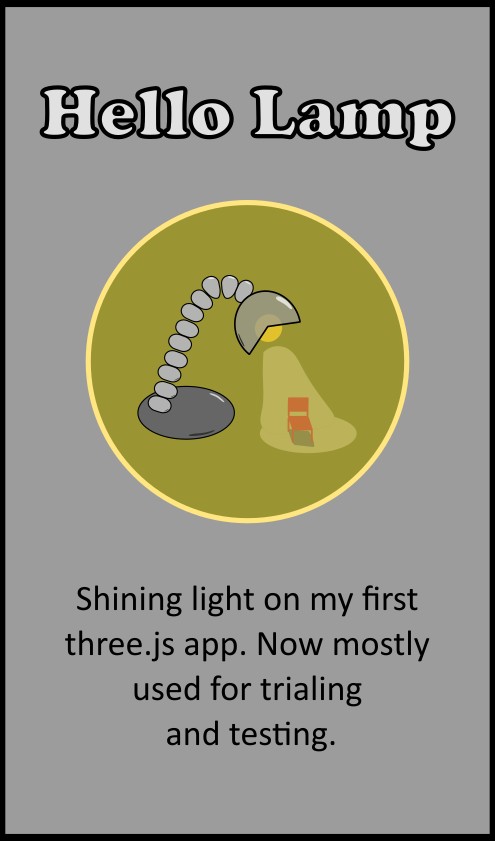 Hello Lamp
Shining light on my first
three.js app. Now mostly
used for trialing
and testing.